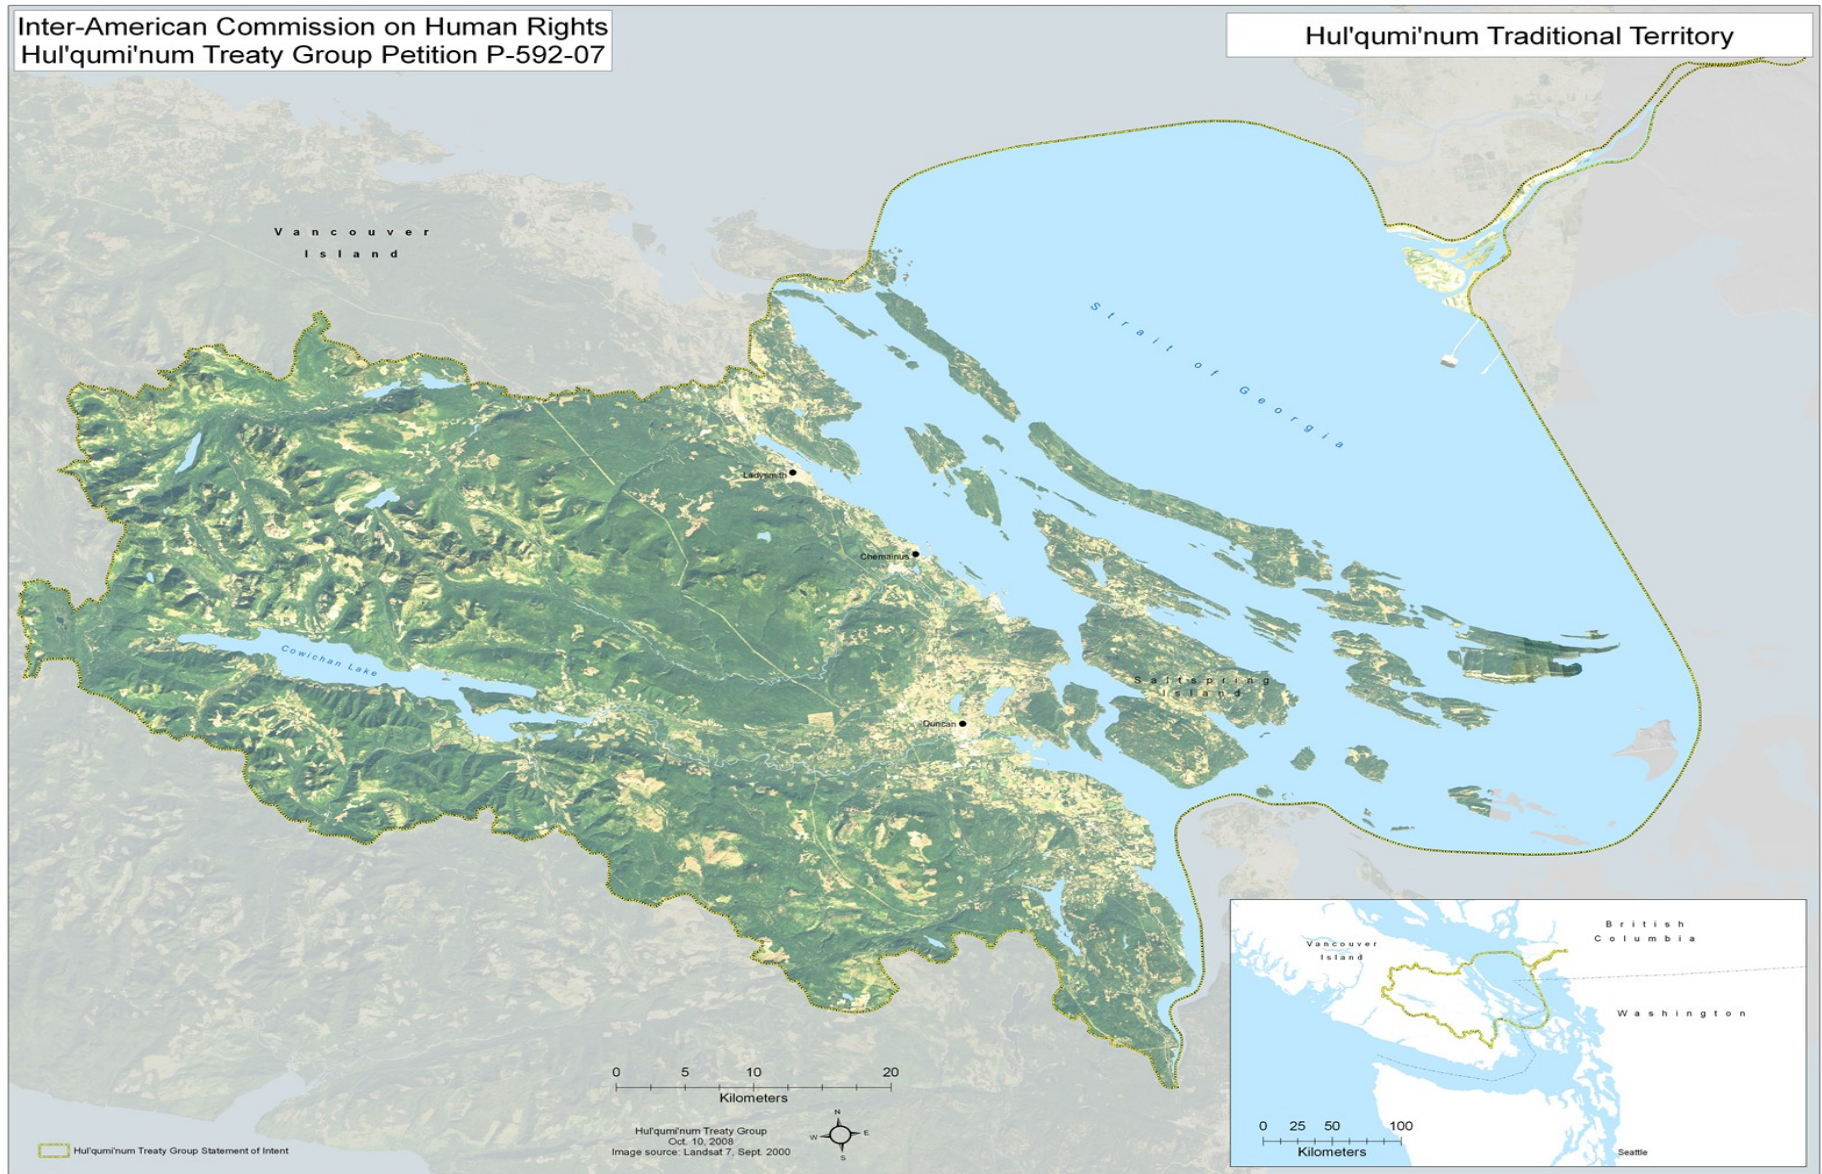 Inter-American Commission on Human Rights
Hul'qumi'num Treaty Group Petition P-592-07
Hul'qumi'num Traditional Territory
Vancouver
Island
Strait of Georgia
Ladysmith
Chemainus
Cowichan Lake
Saltspring
Island
Duncan
0 5 10 20
Kilometers
Hul'qumi'num Treaty Group
Oct. 10, 2008
Image source: Landsat 7, Sept. 2000
N
W E
S
Hul'qumi'num Treaty Group Statement of Intent
British
Columbia
Vancouver
Island
Washington
0 25 50 100
Kilometers
Seattle